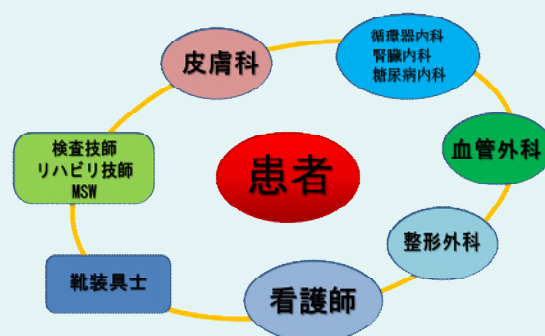 皮膚科
循環器内科
腎臓内科
糖尿病内科
検査技師
リハビリ技師
MSW
患者
血管外科
整形外科
靴装具士
看護師